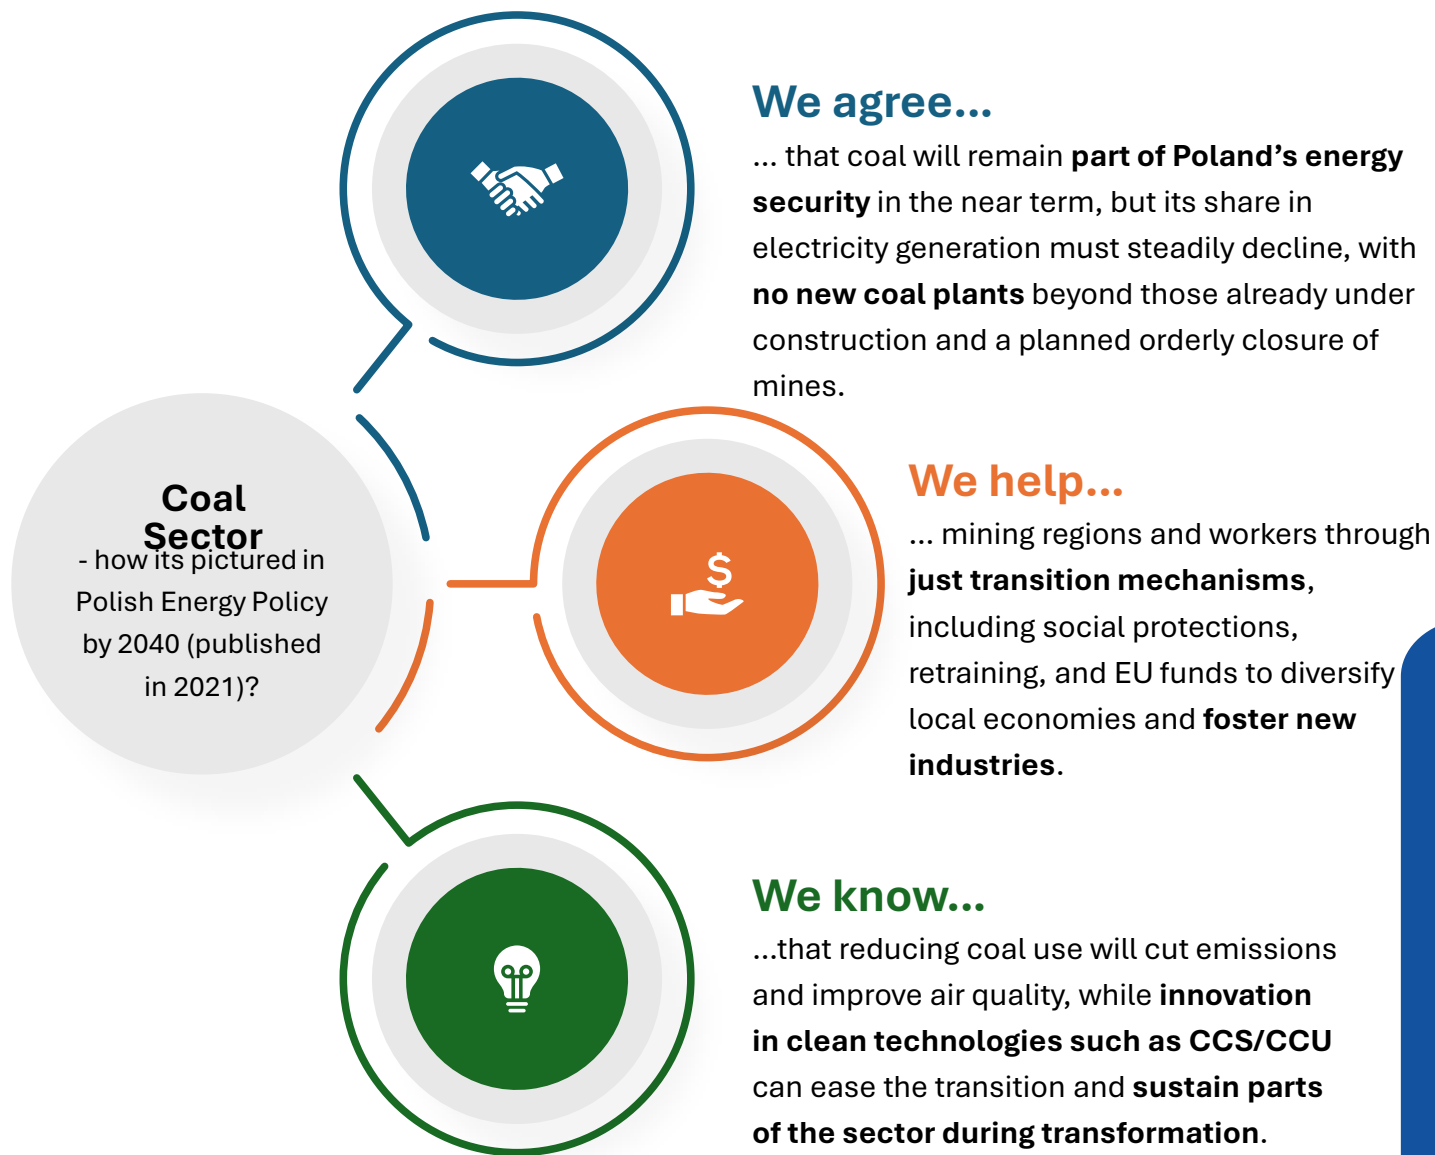 We agree...
... that coal will remain part of Poland’s energy
security in the near term, but its share in
electricity generation must steadily decline, with
no new coal plants beyond those already under
construction and a planned orderly closure of
mines.
Coal
Sector
- how its pictured in
Polish Energy Policy
by 2040 (published
in 2021)?
We help...
... mining regions and workers through
just transition mechanisms,
including social protections,
retraining, and EU funds to diversify
local economies and foster new
industries.
$
We know...
...that reducing coal use will cut emissions
and improve air quality, while innovation
in clean technologies such as CCS/CCU
can ease the transition and sustain parts
of the sector during transformation.